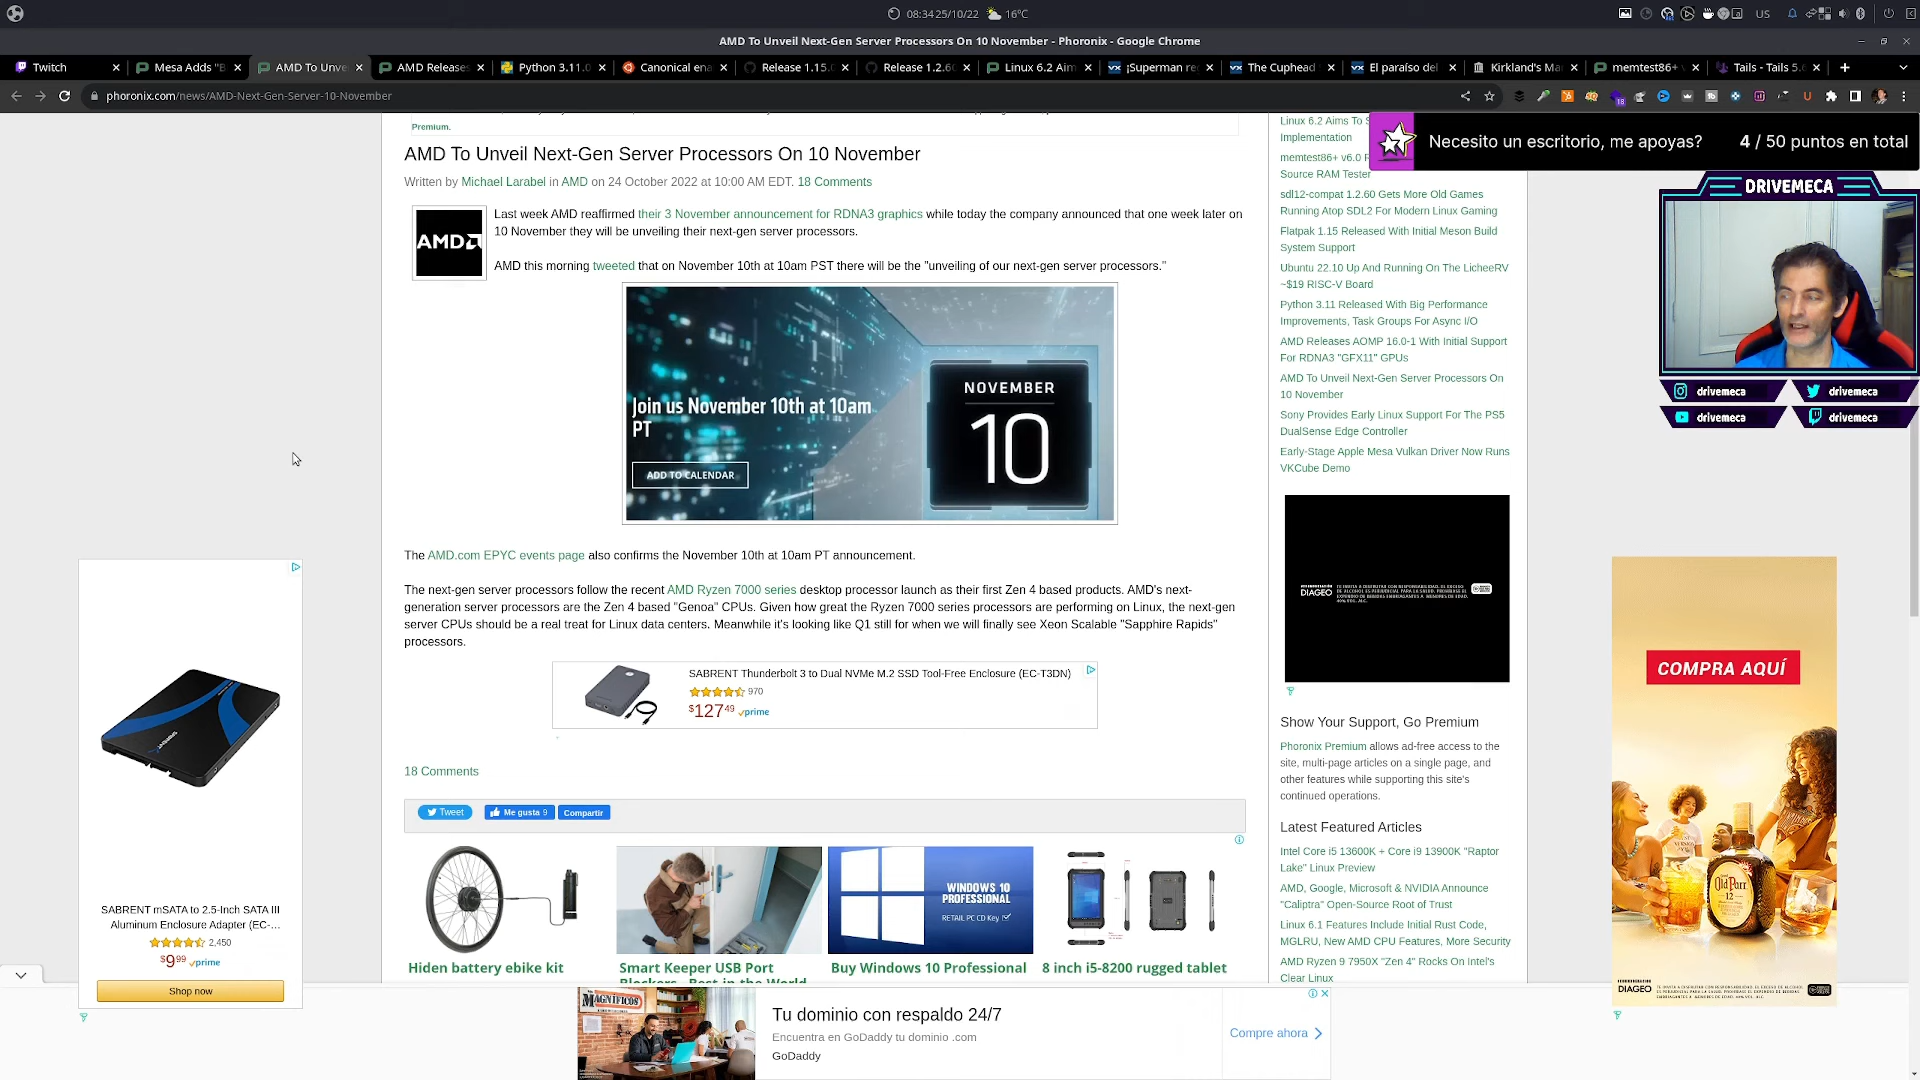 08:34 25/10/22 16°C
US
AMD To Unveil Next-Gen Server Processors On 10 November - Phoronix - Google Chrome
Twitch
Mesa Adds "B
AMD To Unve
AMD Releases
Python 3.11.0
Canonical ena
Release 1.15.0
Release 1.2.60
Linux 6.2 Aim
¡Superman re
The Cuphead
El paraíso del
Kirkland's Ma
memtest86+ v
Tails - Tails 5.
phoronix.com/news/AMD-Next-Gen-Server-10-November
Premium.
AMD To Unveil Next-Gen Server Processors On 10 November
Written by Michael Larabel in AMD on 24 October 2022 at 10:00 AM EDT. 18 Comments
AMD
Last week AMD reaffirmed their 3 November announcement for RDNA3 graphics while today the company announced that one week later on
10 November they will be unveiling their next-gen server processors.
AMD this morning tweeted that on November 10th at 10am PST there will be the "unveiling of our next-gen server processors."
Join us November 10th at 10am
PT
ADD TO CALENDAR
NOVEMBER
10
The AMD.com EPYC events page also confirms the November 10th at 10am PT announcement.
The next-gen server processors follow the recent AMD Ryzen 7000 series desktop processor launch as their first Zen 4 based products. AMD's next-
generation server processors are the Zen 4 based "Genoa" CPUs. Given how great the Ryzen 7000 series processors are performing on Linux, the next-gen
server CPUs should be a real treat for Linux data centers. Meanwhile it's looking like Q1 still for when we will finally see Xeon Scalable "Sapphire Rapids"
processors.
SABRENT Thunderbolt 3 to Dual NVMe M.2 SSD Tool-Free Enclosure (EC-T3DN)
970
$127 49 prime
18 Comments
Tweet
Me gusta 9
Compartir
WINDOWS 10
PROFESSIONAL
RETAIL PC CD Key
Hiden battery ebike kit
Smart Keeper USB Port
Blockers - Best in the World
Buy Windows 10 Professional
8 inch i5-8200 rugged tablet
SABRENT
SABRENT mSATA to 2.5-Inch SATA III
Aluminum Enclosure Adapter (EC-...
2,450
$9 99 prime
Shop now
MAGNÍFICOS
Tu dominio con respaldo 24/7
Encuentra en GoDaddy tu dominio .com
GoDaddy
Compre ahora
Linux 6.2 Aims To S
Implementation
memtest86+ v6.0 R
Source RAM Tester
sdl12-compat 1.2.60 Gets More Old Games
Running Atop SDL2 For Modern Linux Gaming
Flatpak 1.15 Released With Initial Meson Build
System Support
Ubuntu 22.10 Up And Running On The LicheeRV
~$19 RISC-V Board
Python 3.11 Released With Big Performance
Improvements, Task Groups For Async I/O
AMD Releases AOMP 16.0-1 With Initial Support
For RDNA3 "GFX11" GPUs
AMD To Unveil Next-Gen Server Processors On
10 November
Sony Provides Early Linux Support For The PS5
DualSense Edge Controller
Early-Stage Apple Mesa Vulkan Driver Now Runs
VKCube Demo
DIAGEO
Show Your Support, Go Premium
Phoronix Premium allows ad-free access to the
site, multi-page articles on a single page, and
other features while supporting this site's
continued operations.
Latest Featured Articles
Intel Core i5 13600K + Core i9 13900K "Raptor
Lake" Linux Preview
AMD, Google, Microsoft & NVIDIA Announce
"Caliptra" Open-Source Root of Trust
Linux 6.1 Features Include Initial Rust Code,
MGLRU, New AMD CPU Features, More Security
AMD Ryzen 9 7950X "Zen 4" Rocks On Intel's
Clear Linux
Necesito un escritorio, me apoyas? 4 / 50 puntos en total
DRIVEMECA
drivemeca
drivemeca
drivemeca
drivemeca
COMPRA AQUÍ
Old Parr
12
DIAGEO